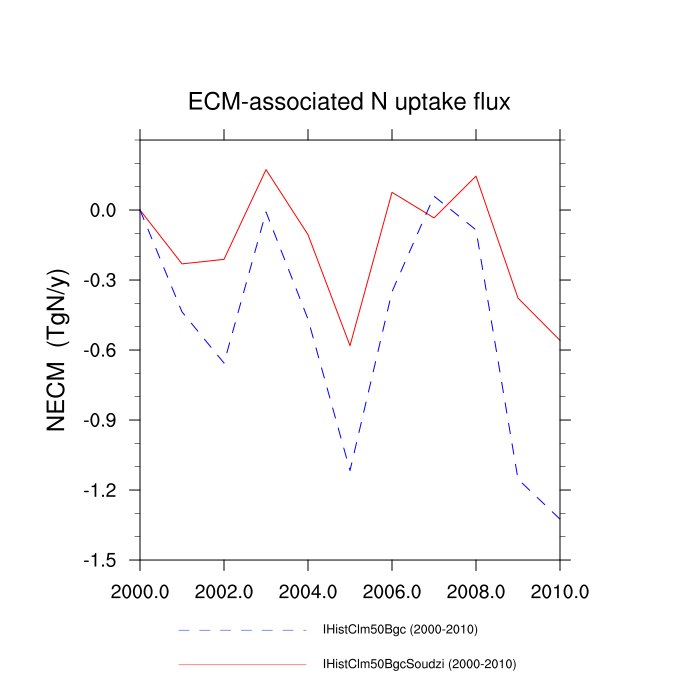 ECM-associated N uptake flux
NECM (TgN/y)
0.0
-0.3
-0.6
-0.9
-1.2
-1.5
2000.0 2002.0 2004.0 2006.0 2008.0 2010.0
IHistClm50Bgc (2000-2010)
IHistClm50BgcSoudzi (2000-2010)